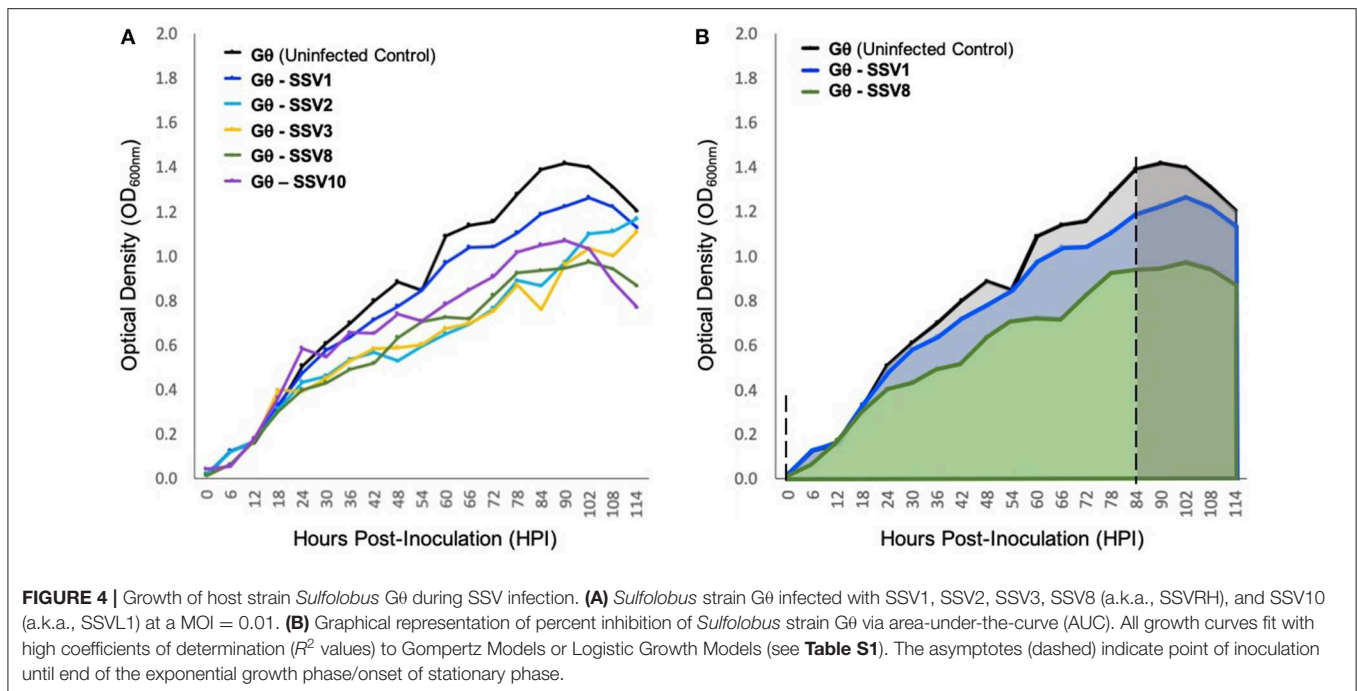 A
Gθ (Uninfected Control)
Gθ - SSV1
Gθ - SSV2
Gθ - SSV3
Gθ - SSV8
Gθ – SSV10
Optical Density (OD600nm)
2.0
1.8
1.6
1.4
1.2
1.0
0.8
0.6
0.4
0.2
0.0
0 6 12 18 24 30 36 42 48 54 60 66 72 78 84 90 102 108 114
Hours Post-Inoculation (HPI)
B
Gθ (Uninfected Control)
Gθ - SSV1
Gθ - SSV8
Optical Density (OD600nm)
2.0
1.8
1.6
1.4
1.2
1.0
0.8
0.6
0.4
0.2
0.0
0 6 12 18 24 30 36 42 48 54 60 66 72 78 84 90 102 108 114
Hours Post-Inoculation (HPI)
FIGURE 4 | Growth of host strain Sulfolobus Gθ during SSV infection. (A) Sulfolobus strain Gθ infected with SSV1, SSV2, SSV3, SSV8 (a.k.a., SSVRH), and SSV10
(a.k.a., SSVL1) at a MOI = 0.01. (B) Graphical representation of percent inhibition of Sulfolobus strain Gθ via area-under-the-curve (AUC). All growth curves fit with
high coefficients of determination (R² values) to Gompertz Models or Logistic Growth Models (see Table S1). The asymptotes (dashed) indicate point of inoculation
until end of the exponential growth phase/onset of stationary phase.